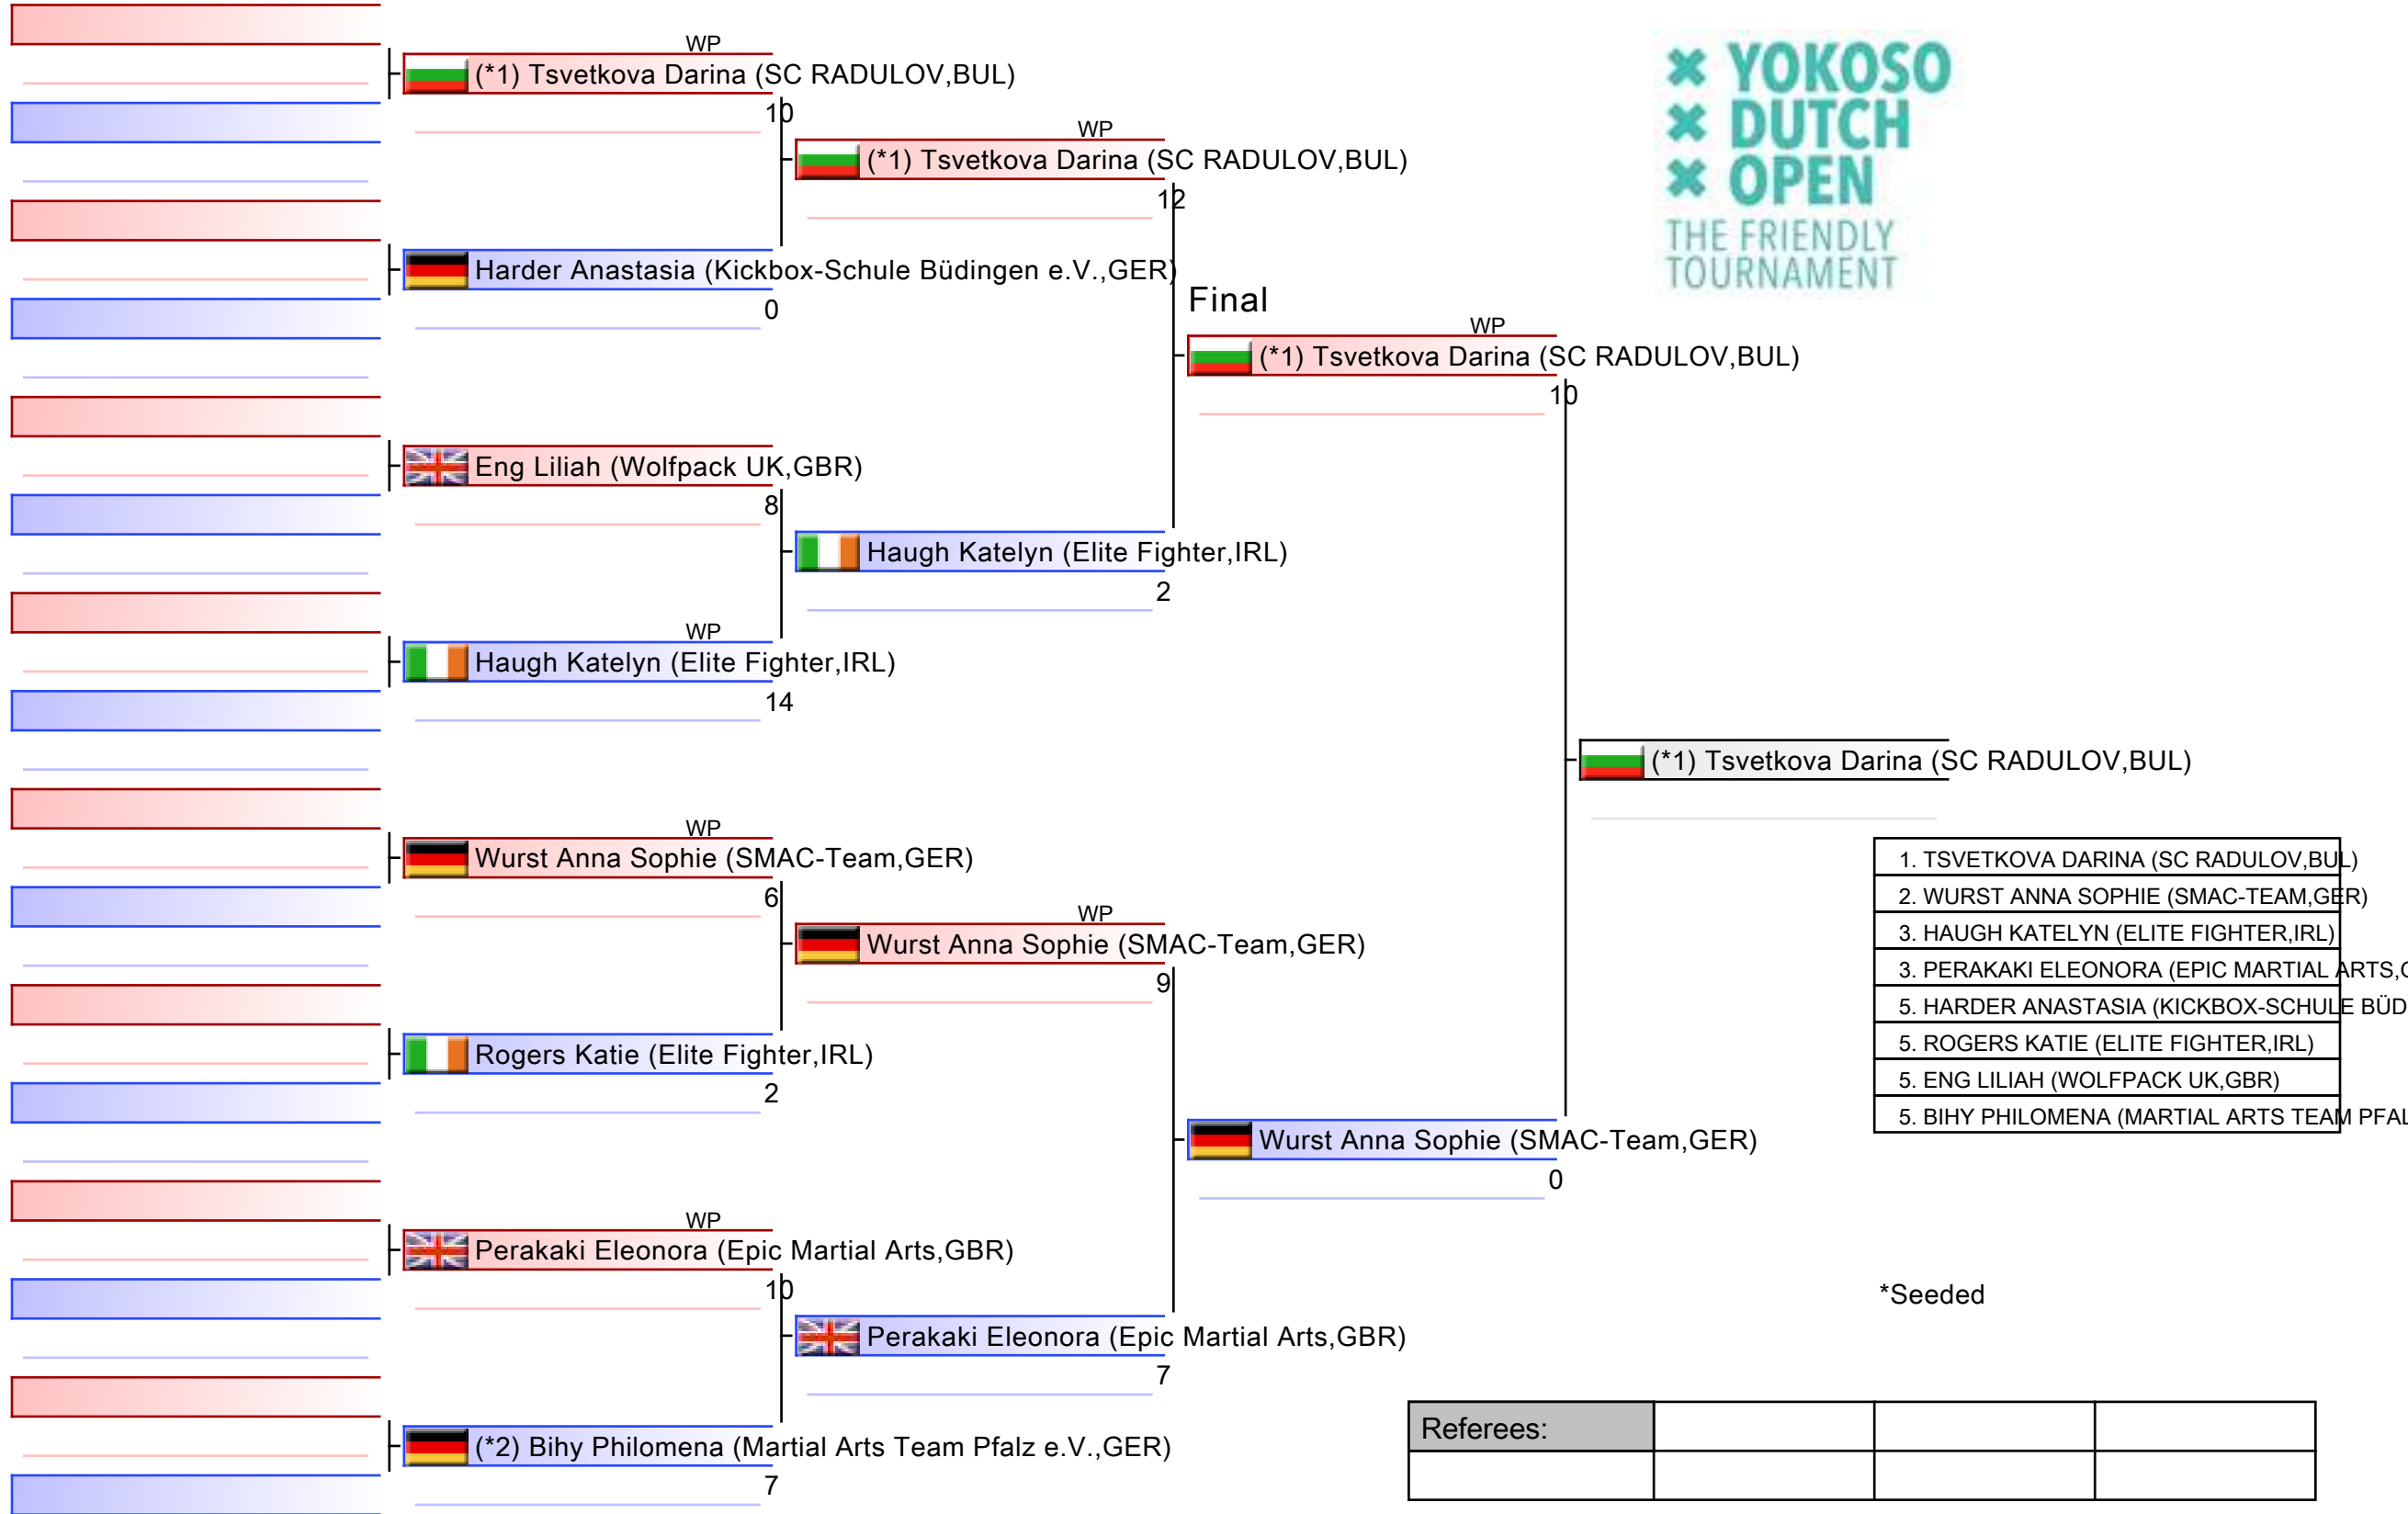 WP
(*1) Tsvetkova Darina (SC RADULOV,BUL)
10
Harder Anastasia (Kickbox-Schule Büdingen e.V.,GER)
0
Eng Liliah (Wolfpack UK,GBR)
8
WP
Haugh Katelyn (Elite Fighter,IRL)
14
WP
Wurst Anna Sophie (SMAC-Team,GER)
6
Rogers Katie (Elite Fighter,IRL)
2
WP
Perakaki Eleonora (Epic Martial Arts,GBR)
10
(*2) Bihy Philomena (Martial Arts Team Pfalz e.V.,GER)
7
WP
(*1) Tsvetkova Darina (SC RADULOV,BUL)
12
Haugh Katelyn (Elite Fighter,IRL)
2
WP
Wurst Anna Sophie (SMAC-Team,GER)
9
Perakaki Eleonora (Epic Martial Arts,GBR)
7
Final
WP
(*1) Tsvetkova Darina (SC RADULOV,BUL)
10
Wurst Anna Sophie (SMAC-Team,GER)
0
(*1) Tsvetkova Darina (SC RADULOV,BUL)
YOKOSO
DUTCH
OPEN
THE FRIENDLY
TOURNAMENT
1. TSVETKOVA DARINA (SC RADULOV,BUL)
2. WURST ANNA SOPHIE (SMAC-TEAM,GER)
3. HAUGH KATELYN (ELITE FIGHTER,IRL)
3. PERAKAKI ELEONORA (EPIC MARTIAL ARTS,G
5. HARDER ANASTASIA (KICKBOX-SCHULE BÜD
5. ROGERS KATIE (ELITE FIGHTER,IRL)
5. ENG LILIAH (WOLFPACK UK,GBR)
5. BIHY PHILOMENA (MARTIAL ARTS TEAM PFAL
*Seeded
Referees: